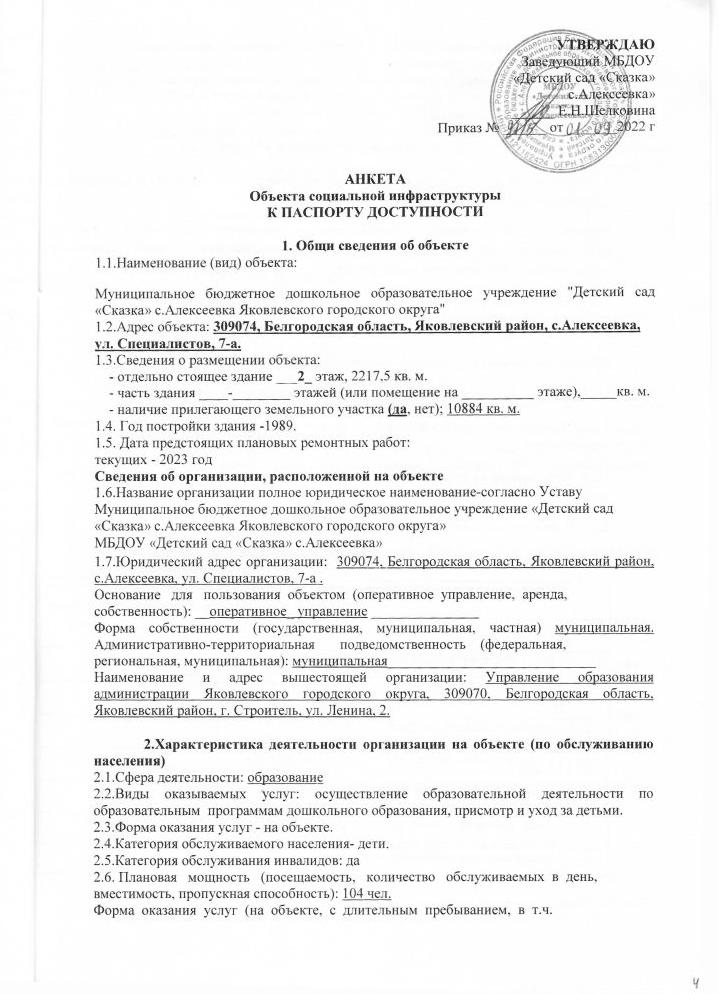 УТВЕРЖДАЮ
Заведующий МБДОУ
«Детский сад «Сказка»
с.Алексеевка»
Е.Н.Шелковина
Приказ № от 01.09 2022 г
АНКЕТА
Объекта социальной инфраструктуры
К ПАСПОРТУ ДОСТУПНОСТИ
1. Общи сведения об объекте
1.1.Наименование (вид) объекта:
Муниципальное бюджетное дошкольное образовательное учреждение "Детский сад
«Сказка» с.Алексеевка Яковлевского городского округа"
1.2.Адрес объекта: 309074, Белгородская область, Яковлевский район, с.Алексеевка,
ул. Специалистов, 7-а.
1.3.Сведения о размещении объекта:
- отдельно стоящее здание ___2_ этаж, 2217,5 кв. м.
- часть здания ____-________ этажей (или помещение на __________ этаже),_____кв. м.
- наличие прилегающего земельного участка (да, нет); 10884 кв. м.
1.4. Год постройки здания -1989.
1.5. Дата предстоящих плановых ремонтных работ:
текущих - 2023 год
Сведения об организации, расположенной на объекте
1.6.Название организации полное юридическое наименование-согласно Уставу
Муниципальное бюджетное дошкольное образовательное учреждение «Детский сад
«Сказка» с.Алексеевка Яковлевского городского округа»
МБДОУ «Детский сад «Сказка» с.Алексеевка»
1.7.Юридический адрес организации: 309074, Белгородская область, Яковлевский район,
с.Алексеевка, ул. Специалистов, 7-а .
Основание для пользования объектом (оперативное управление, аренда,
собственность): __оперативное_ управление _______________
Форма собственности (государственная, муниципальная, частная) муниципальная.
Административно-территориальная подведомственность (федеральная,
региональная, муниципальная): муниципальная_____________________________
Наименование и адрес вышестоящей организации: Управление образования
администрации Яковлевского городского округа, 309070, Белгородская область,
Яковлевский район, г. Строитель, ул. Ленина, 2.
2.Характеристика деятельности организации на объекте (по обслуживанию
населения)
2.1.Сфера деятельности: образование
2.2.Виды оказываемых услуг: осуществление образовательной деятельности по
образовательным программам дошкольного образования, присмотр и уход за детьми.
2.3.Форма оказания услуг - на объекте.
2.4.Категория обслуживаемого населения- дети.
2.5.Категория обслуживания инвалидов: да
2.6. Плановая мощность (посещаемость, количество обслуживаемых в день,
вместимость, пропускная способность): 104 чел.
Форма оказания услуг (на объекте, с длительным пребыванием, в т.ч.
4